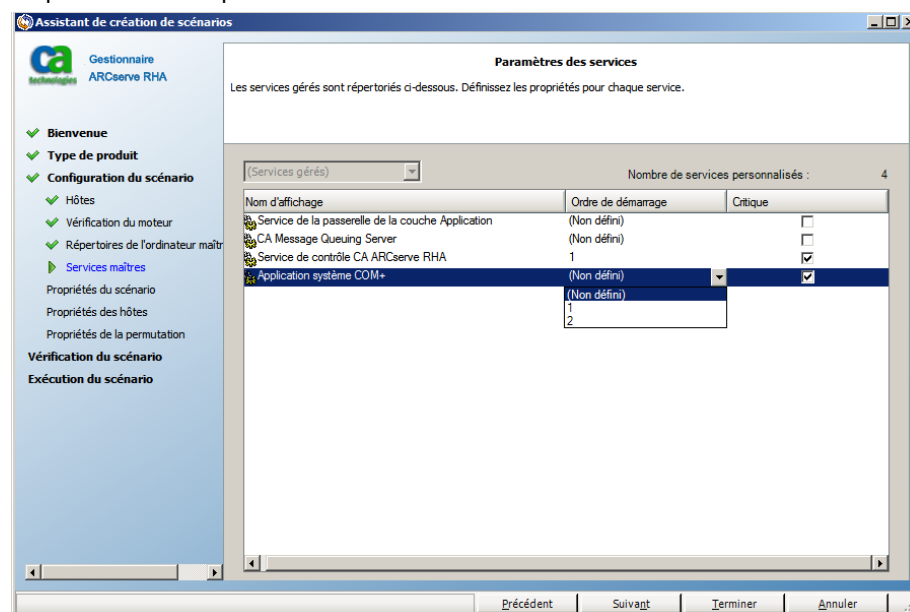 Assistant de création de scénarios
ca
technologies
Gestionnaire
ARCserve RHA
Paramètres des services
Les services gérés sont répertoriés ci-dessous. Définissez les propriétés pour chaque service.
Bienvenue
Type de produit
Configuration du scénario
Hôtes
Vérification du moteur
Répertoires de l'ordinateur maîtr
Services maîtres
Propriétés du scénario
Propriétés des hôtes
Propriétés de la permutation
Vérification du scénario
Exécution du scénario
(Services gérés)
Nombre de services personnalisés : 4
Nom d'affichage Ordre de démarrage Critique
Service de la passerelle de la couche Application (Non défini)
CA Message Queuing Server (Non défini)
Service de contrôle CA ARCserve RHA 1
Application système COM+ (Non défini)
(Non défini)
1
2
Précédent Suivant Terminer Annuler